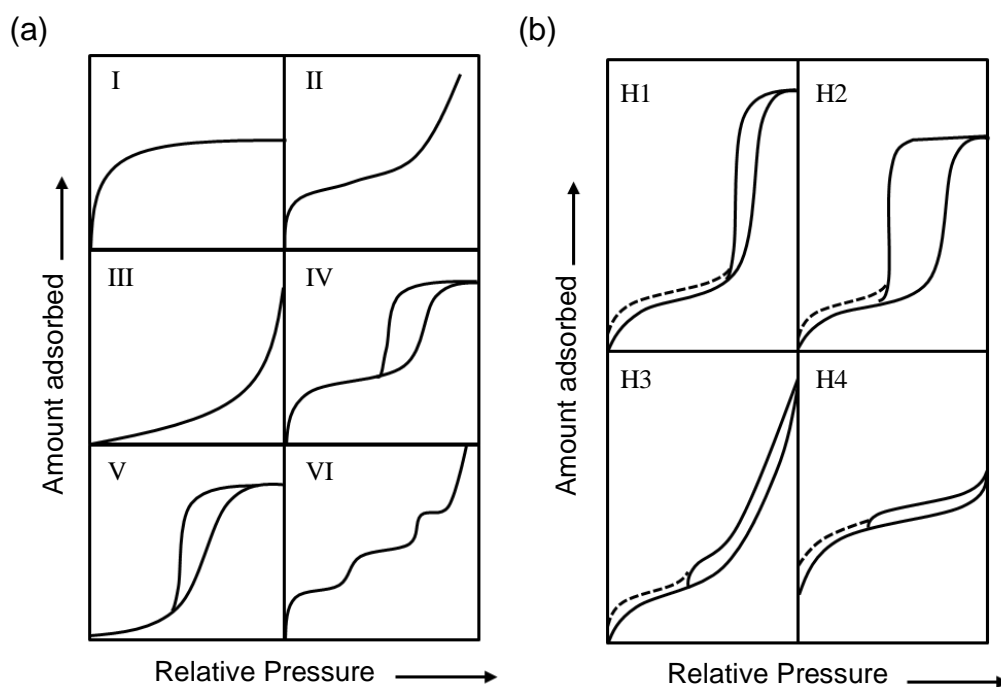 (a)
I
II
III
IV
V
VI
Amount adsorbed
Relative Pressure
(b)
H1
H2
H3
H4
Amount adsorbed
Relative Pressure